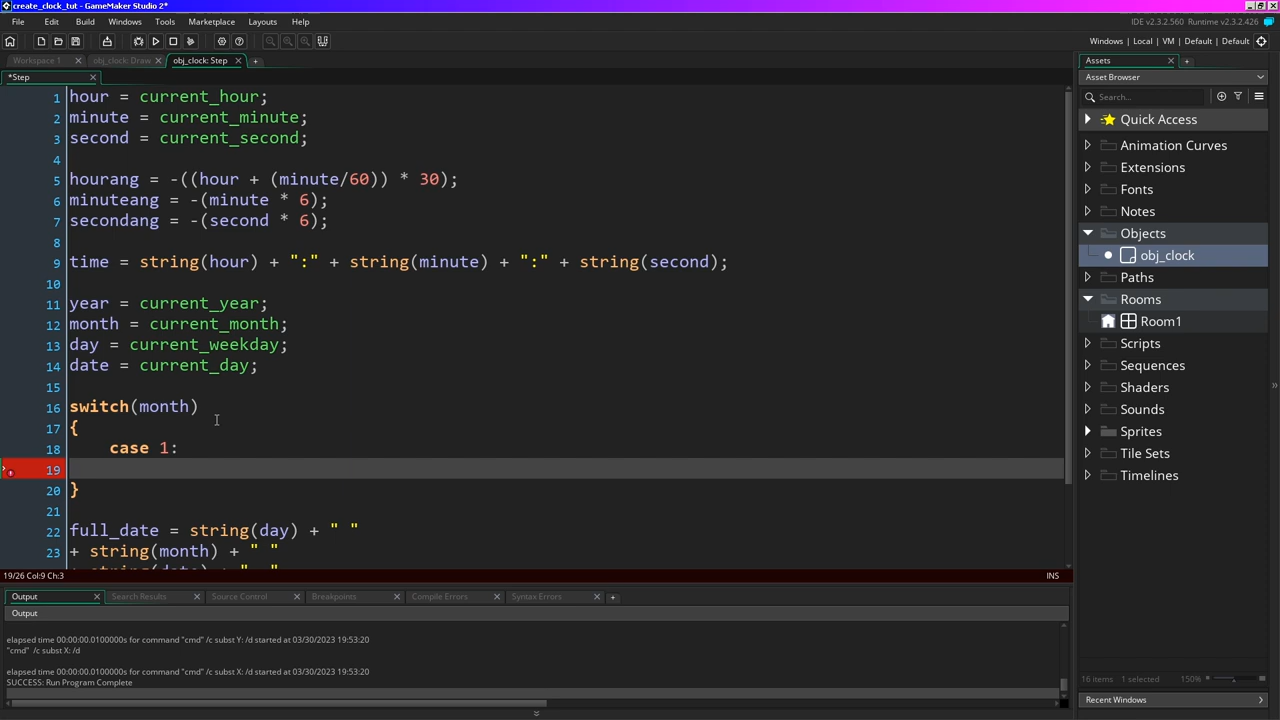 create_clock_tut - GameMaker Studio 2*
File Edit Build Windows Tools Marketplace Layouts Help
IDE v2.3.2.560 Runtime v2.3.2.426
Windows | Local | VM | Default | Default
Workspace 1 obj_clock: Draw obj_clock: Step
*Step
1 hour = current_hour;
2 minute = current_minute;
3 second = current_second;
4
5 hourang = -((hour + (minute/60)) * 30);
6 minuteang = -(minute * 6);
7 secondang = -(second * 6);
8
9 time = string(hour) + ":" + string(minute) + ":" + string(second);
10
11 year = current_year;
12 month = current_month;
13 day = current_weekday;
14 date = current_day;
15
16 switch(month)
17 {
18 case 1:
19
20 }
21
22 full_date = string(day) + " "
23 + string(month) + " "
19/26 Col:9 Ch:3 INS
Output Search Results Source Control Breakpoints Compile Errors Syntax Errors
Output
elapsed time 00:00:00.0100000s for command "cmd" /c subst Y: /d started at 03/30/2023 19:53:20
"cmd" /c subst X: /d
elapsed time 00:00:00.0100000s for command "cmd" /c subst X: /d started at 03/30/2023 19:53:20
SUCCESS: Run Program Complete
Assets
Asset Browser
Search...
Quick Access
Animation Curves
Extensions
Fonts
Notes
Objects
obj_clock
Paths
Rooms
Room1
Scripts
Sequences
Shaders
Sounds
Sprites
Tile Sets
Timelines
16 items 1 selected 150%
Recent Windows